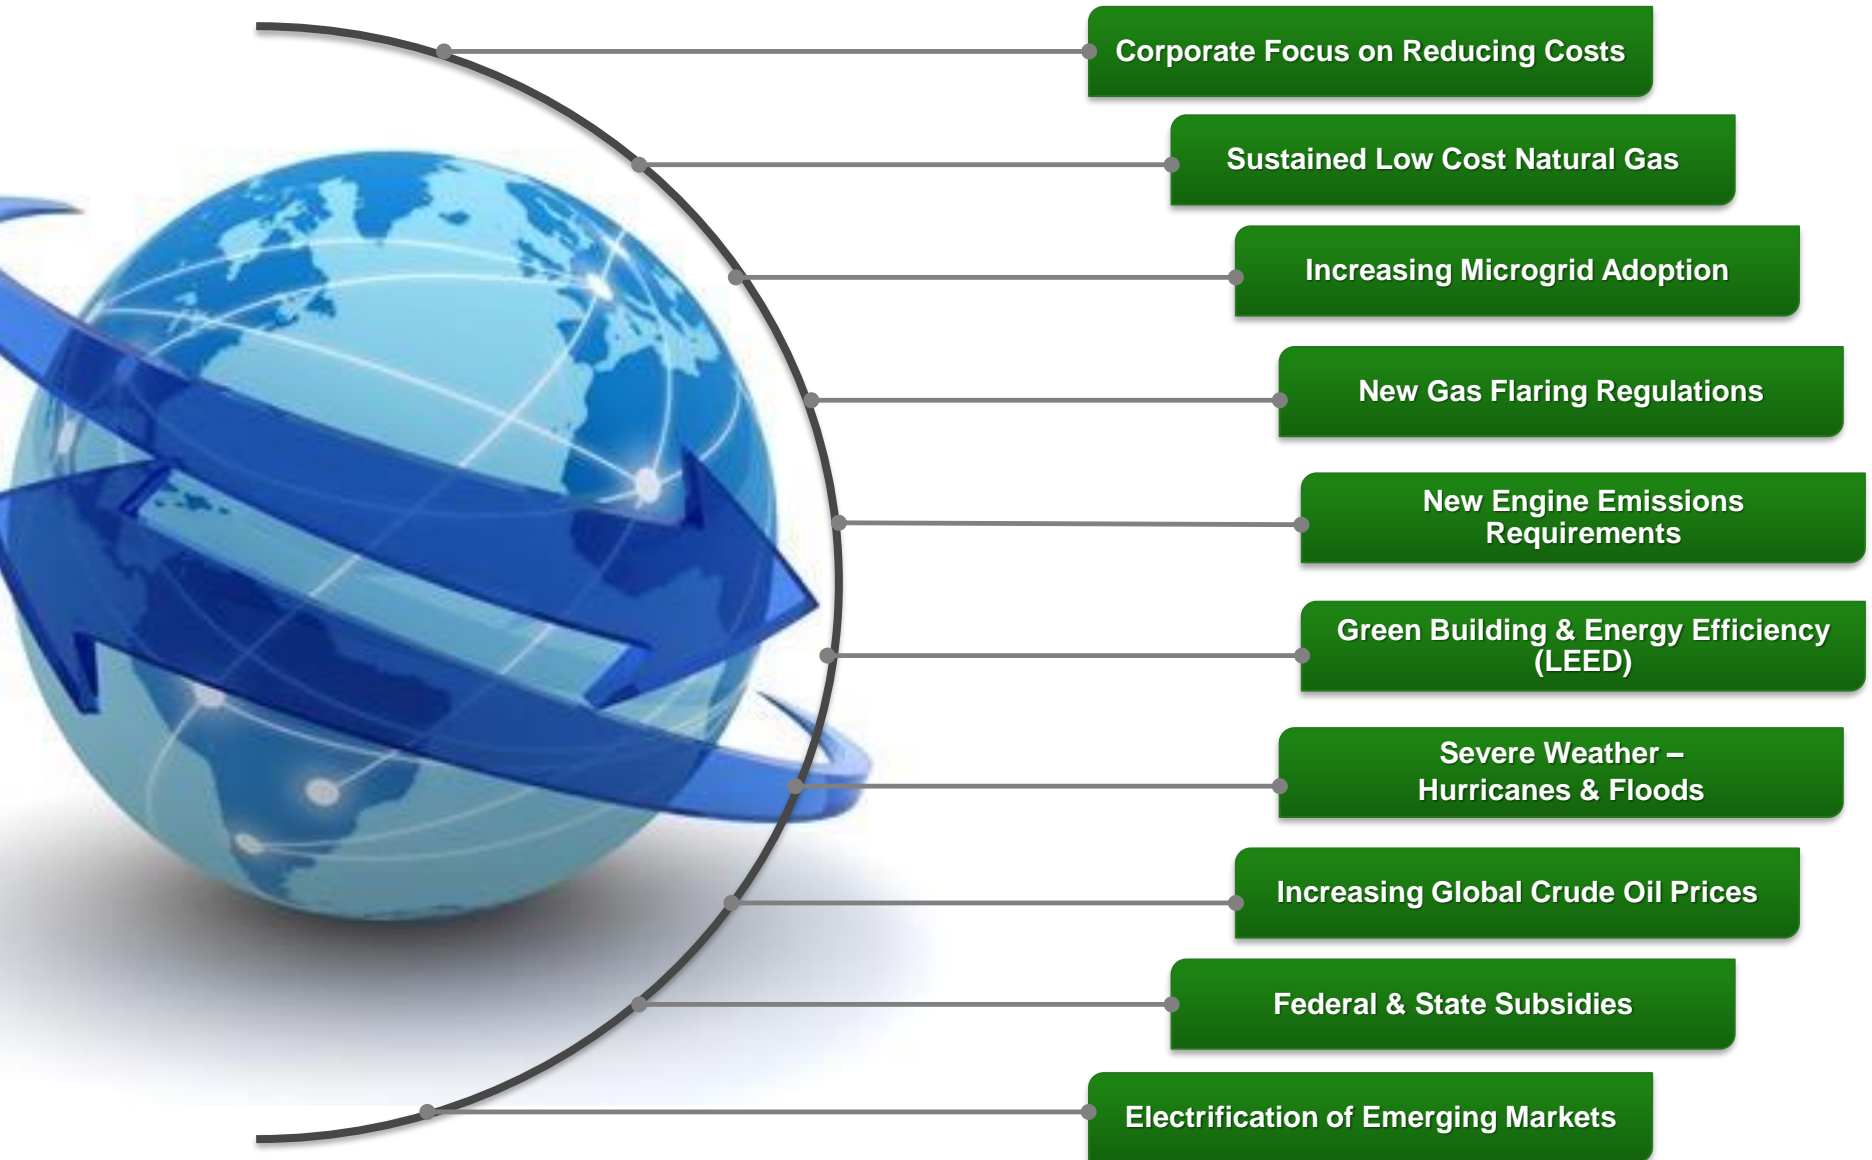 Corporate Focus on Reducing Costs
Sustained Low Cost Natural Gas
Increasing Microgrid Adoption
New Gas Flaring Regulations
New Engine Emissions
Requirements
Green Building & Energy Efficiency
(LEED)
Severe Weather –
Hurricanes & Floods
Increasing Global Crude Oil Prices
Federal & State Subsidies
Electrification of Emerging Markets